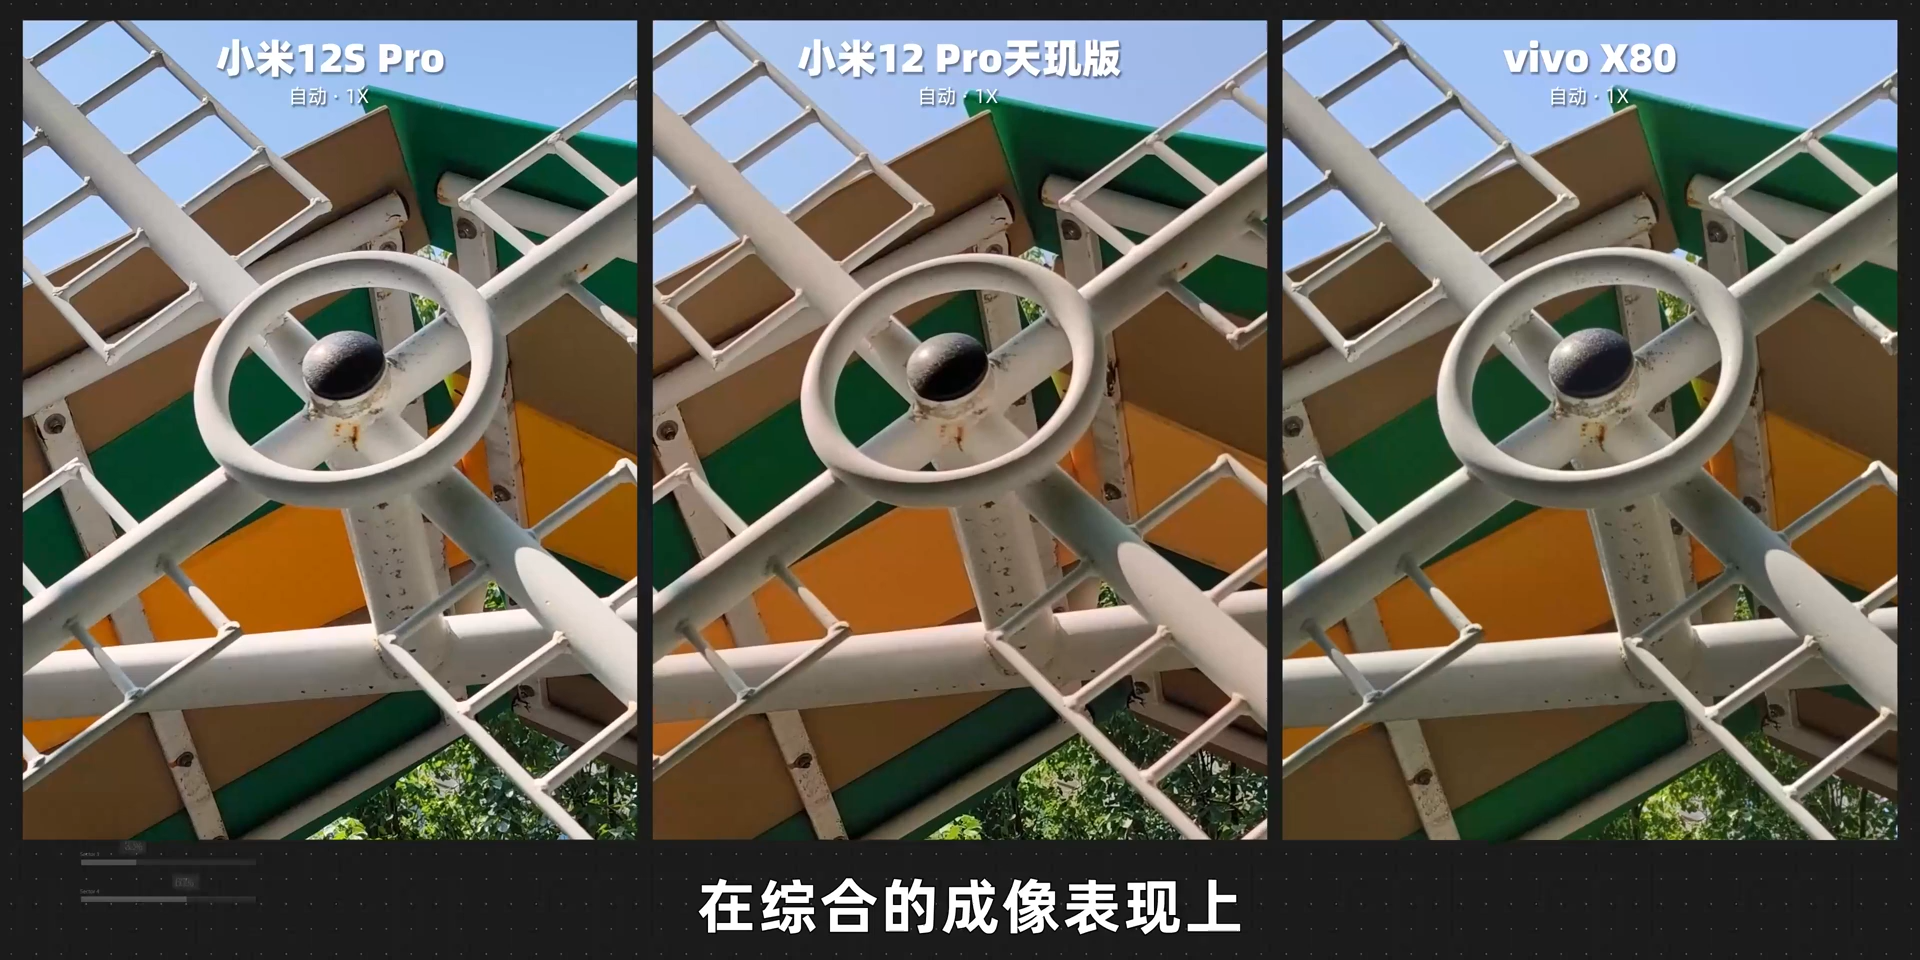 小米12S Pro
自动 · 1X
小米12 Pro天玑版
自动 · 1X
vivo X80
自动 · 1X
在综合的成像表现上